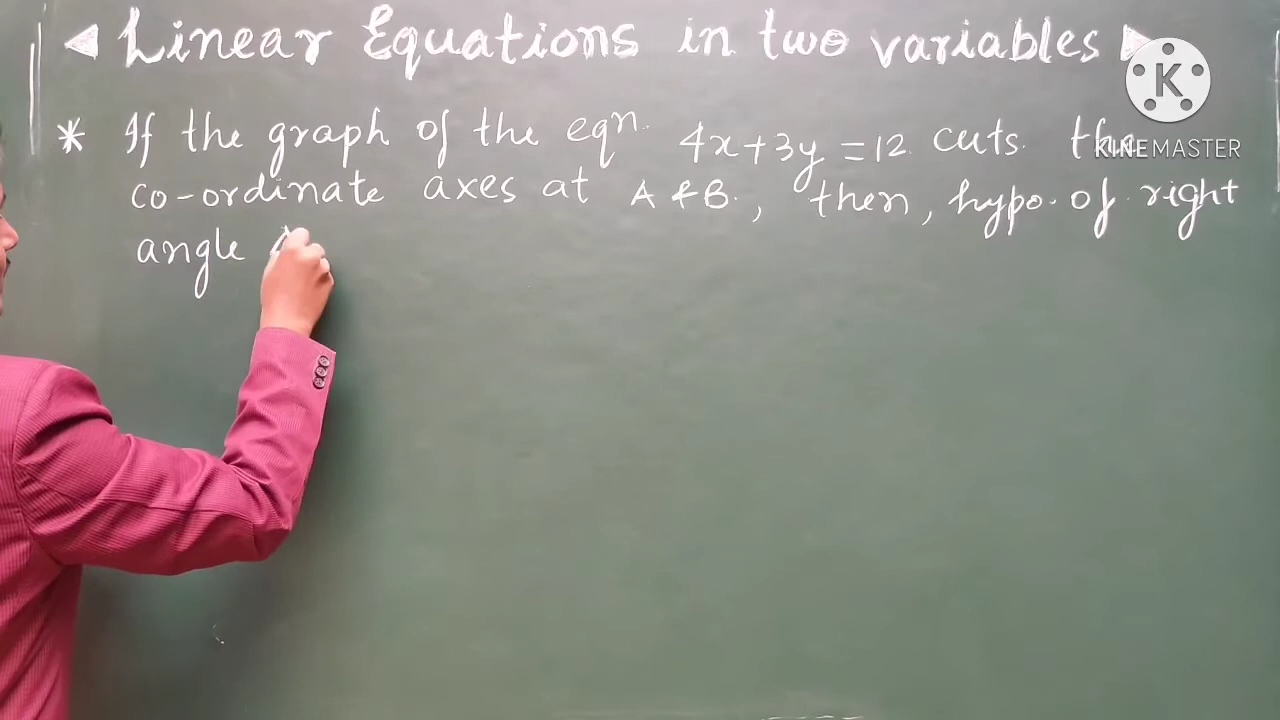 Linear Equations in two variables
* If the graph of the eqn. 4x+3y=12 cuts the
co-ordinate axes at A & B., then, hypo. of right
angle
K
KINEMASTER